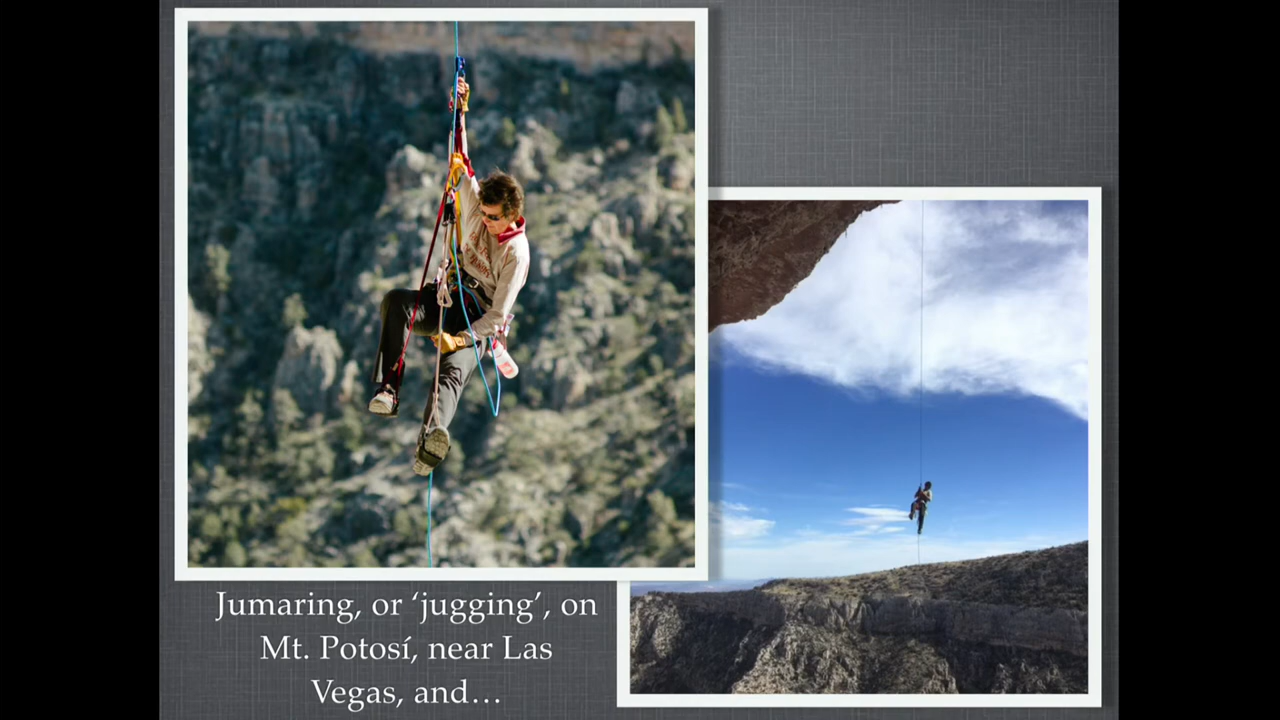 Jumaring, or ‘jugging’, on
Mt. Potosí, near Las
Vegas, and…